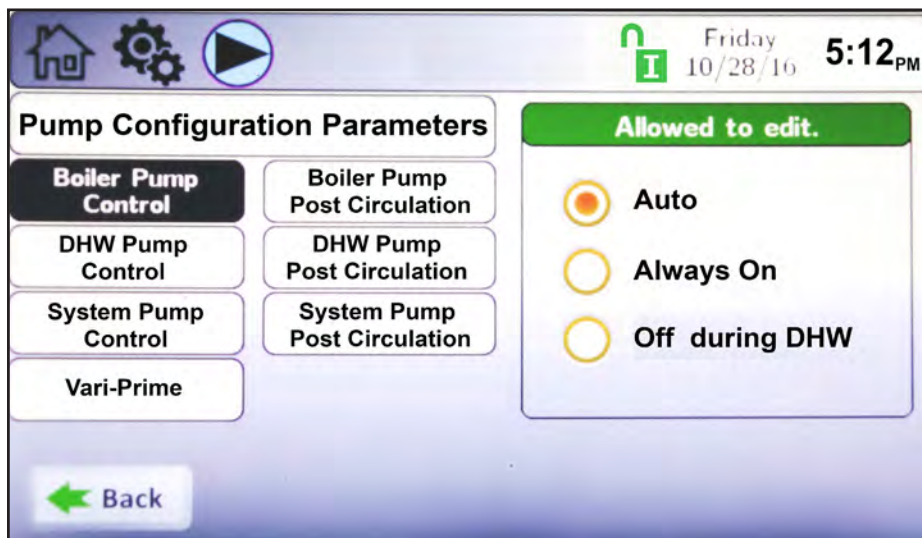 Friday
10/28/16
5:12 PM
I
Pump Configuration Parameters
Allowed to edit.
Boiler Pump
Control
Boiler Pump
Post Circulation
DHW Pump
Control
DHW Pump
Post Circulation
System Pump
Control
System Pump
Post Circulation
Vari-Prime
Auto
Always On
Off during DHW
Back